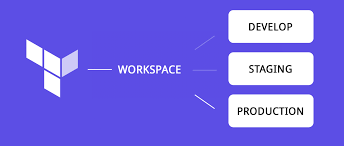 DEVELOP
WORKSPACE
STAGING
PRODUCTION